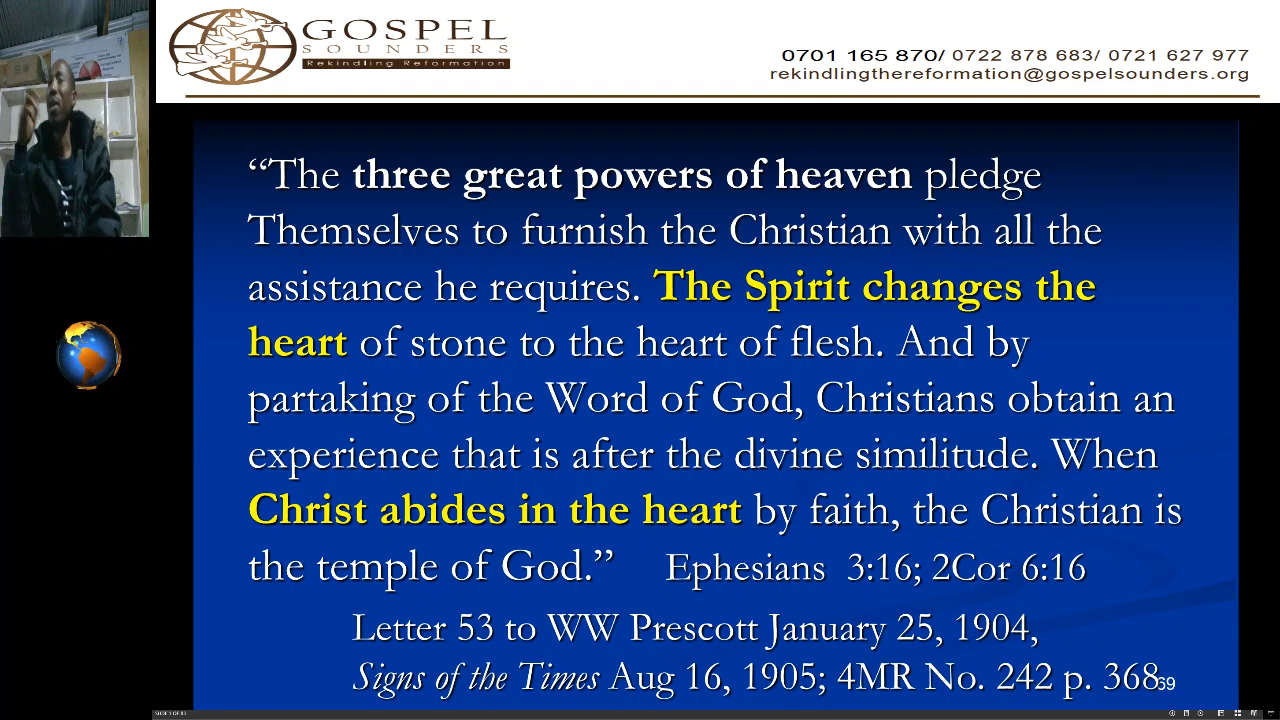 GOSPEL
SOUNDERS
Rekindling Reformation
0701 165 870/ 0722 878 683/ 0721 627 977
rekindlingthereformation@gospelsounders.org
“The three great powers of heaven pledge
Themselves to furnish the Christian with all the
assistance he requires. The Spirit changes the
heart of stone to the heart of flesh. And by
partaking of the Word of God, Christians obtain an
experience that is after the divine similitude. When
Christ abides in the heart by faith, the Christian is
the temple of God.” Ephesians 3:16; 2Cor 6:16
Letter 53 to WW Prescott January 25, 1904,
Signs of the Times Aug 16, 1905; 4MR No. 242 p. 368
69